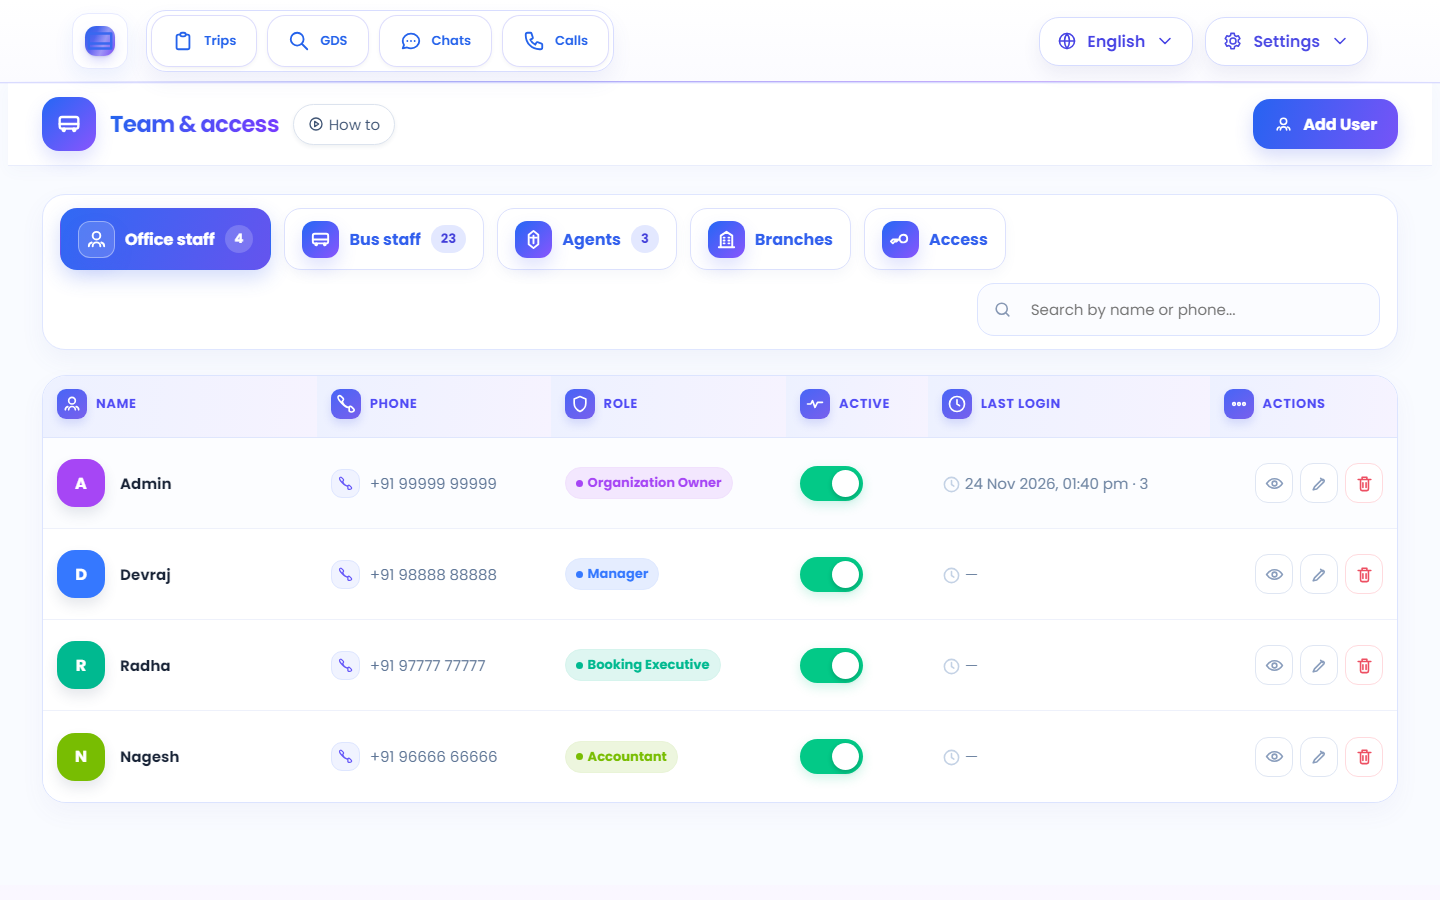 Trips GDS Chats Calls English Settings
Team & access How to Add User
Office staff 4 Bus staff 23 Agents 3 Branches Access
Search by name or phone...
NAME PHONE ROLE ACTIVE LAST LOGIN ACTIONS
A Admin +91 99999 99999 Organization Owner 24 Nov 2026, 01:40 pm · 3
D Devraj +91 98888 88888 Manager —
R Radha +91 97777 77777 Booking Executive —
N Nagesh +91 96666 66666 Accountant —